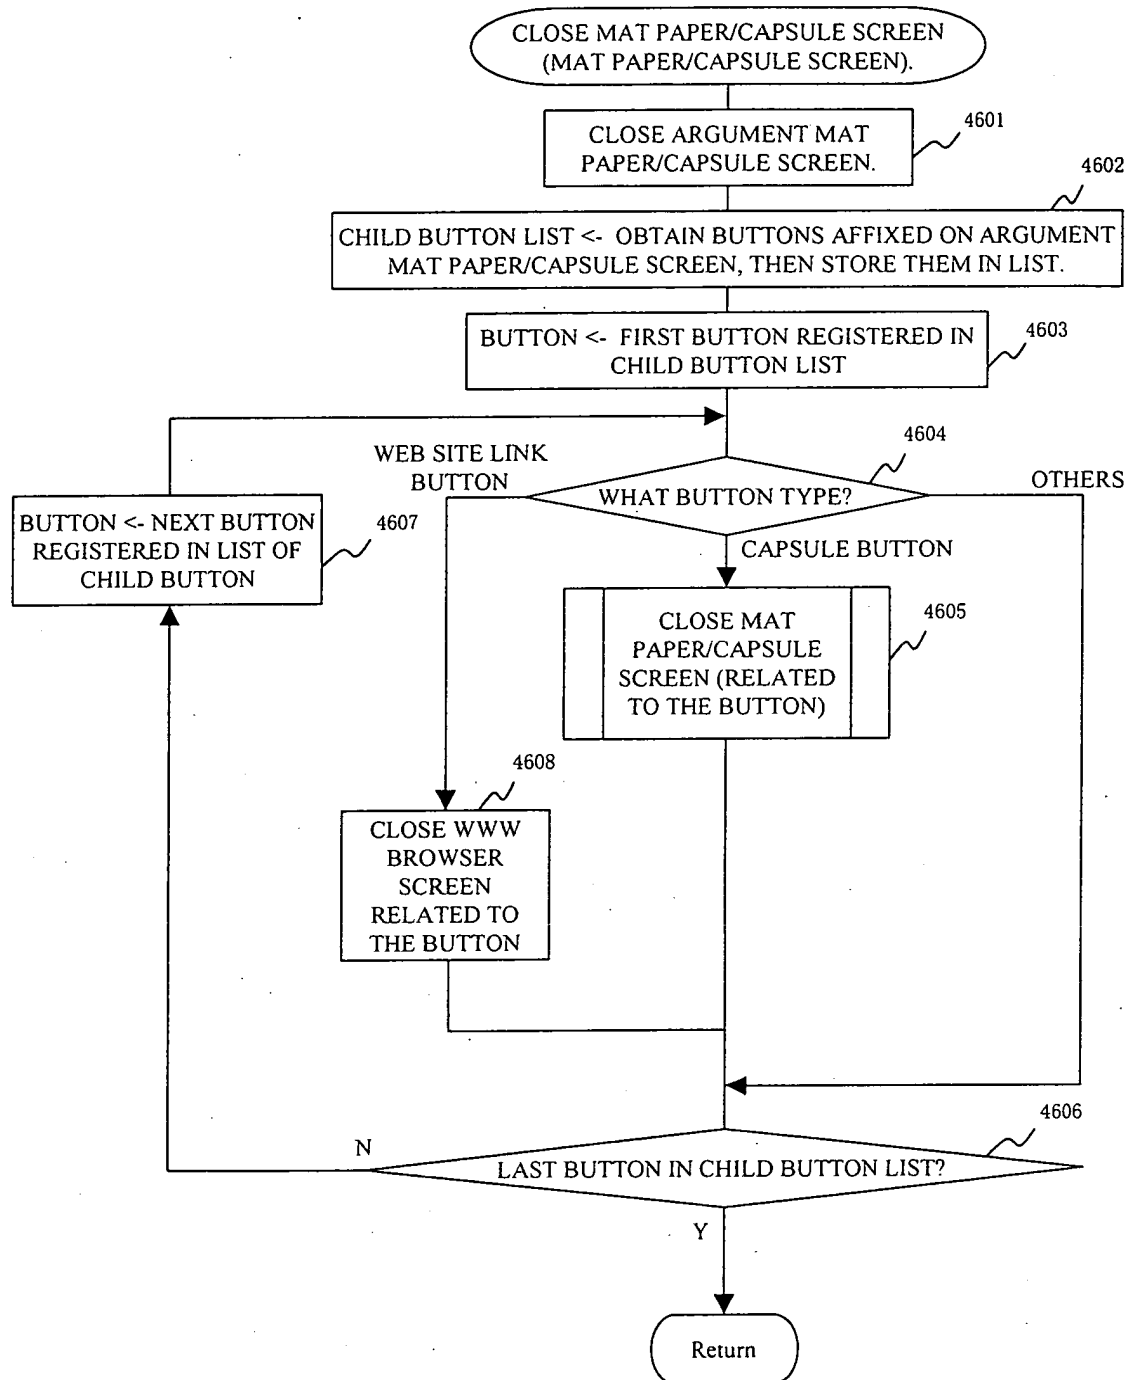 CLOSE MAT PAPER/CAPSULE SCREEN
(MAT PAPER/CAPSULE SCREEN).
4601
CLOSE ARGUMENT MAT
PAPER/CAPSULE SCREEN.
4602
CHILD BUTTON LIST <- OBTAIN BUTTONS AFFIXED ON ARGUMENT
MAT PAPER/CAPSULE SCREEN, THEN STORE THEM IN LIST.
4603
BUTTON <- FIRST BUTTON REGISTERED IN
CHILD BUTTON LIST
4604
WEB SITE LINK
BUTTON
WHAT BUTTON TYPE?
OTHERS
BUTTON <- NEXT BUTTON
REGISTERED IN LIST OF
CHILD BUTTON
4607
CAPSULE BUTTON
4605
CLOSE MAT
PAPER/CAPSULE
SCREEN (RELATED
TO THE BUTTON)
4608
CLOSE WWW
BROWSER
SCREEN
RELATED TO
THE BUTTON
4606
N
LAST BUTTON IN CHILD BUTTON LIST?
Y
Return